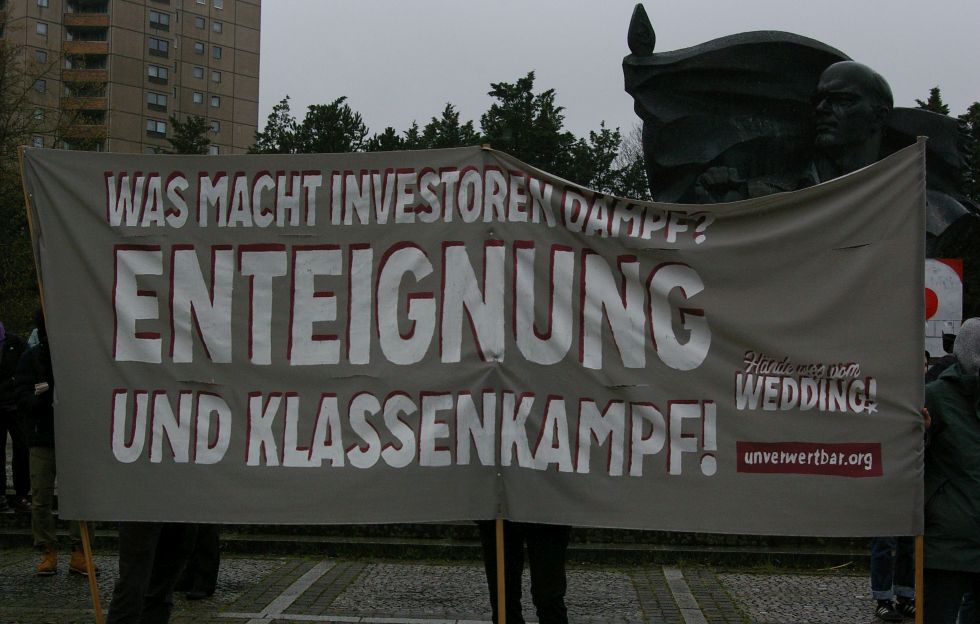 WAS MACHT INVESTOREN DAMPF?
ENTEIGNUNG
UND KLASSENKAMPF!
Hände weg vom
WEDDING!
unverwertbar.org